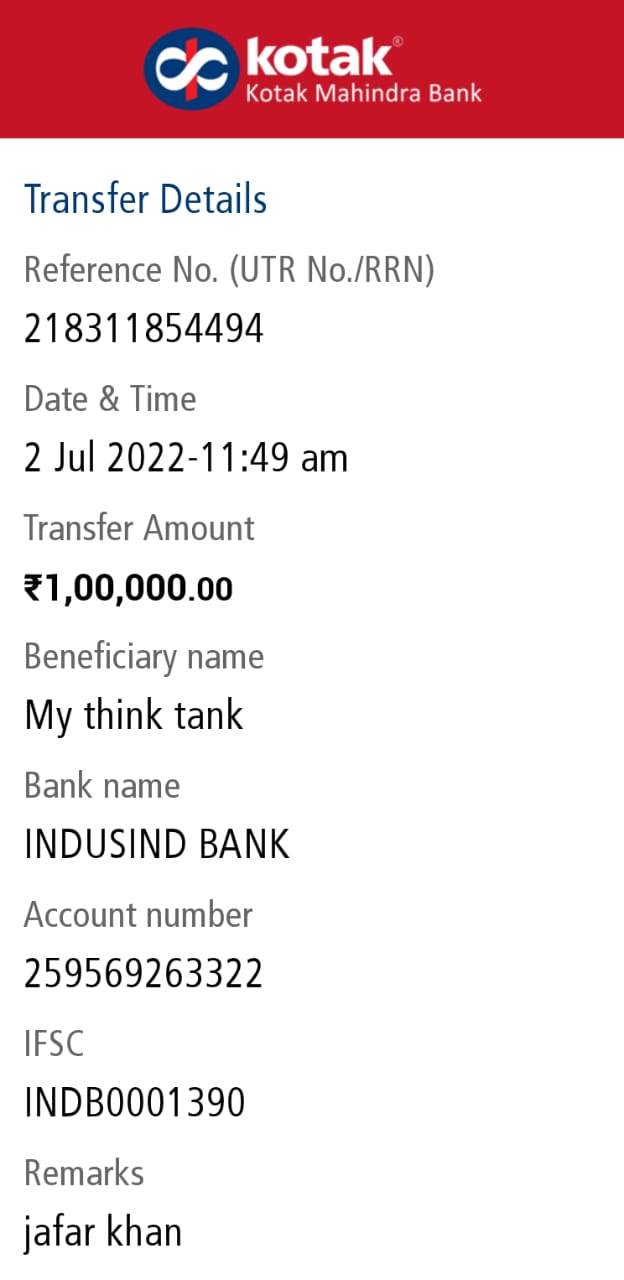 kotak®
Kotak Mahindra Bank
Transfer Details
Reference No. (UTR No./RRN)
218311854494
Date & Time
2 Jul 2022-11:49 am
Transfer Amount
₹1,00,000.00
Beneficiary name
My think tank
Bank name
INDUSIND BANK
Account number
259569263322
IFSC
INDB0001390
Remarks
jafar khan